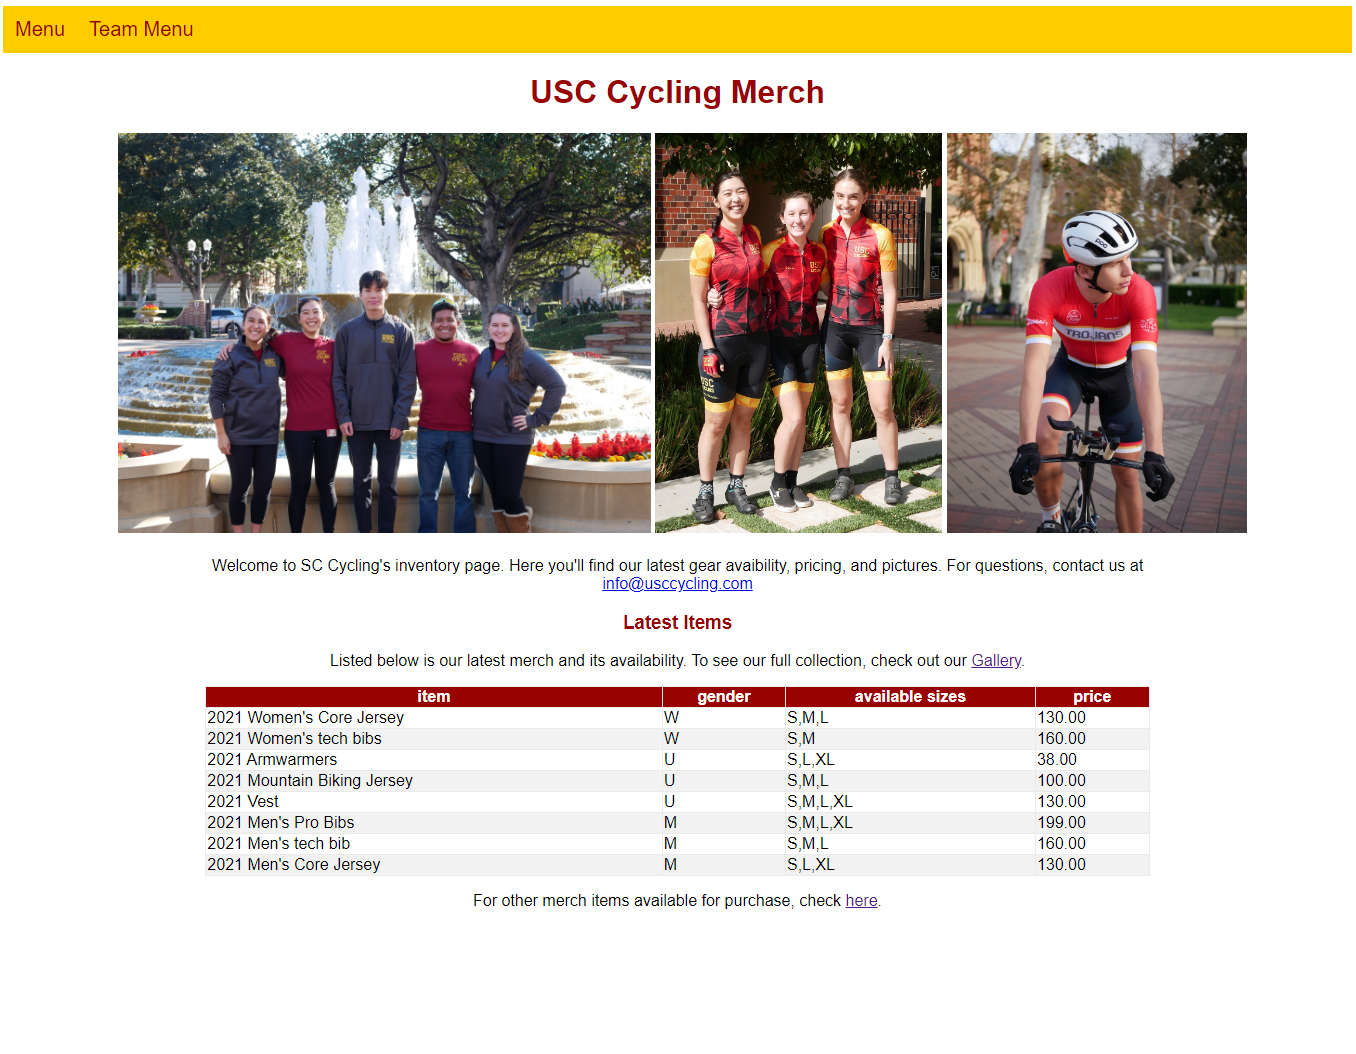 Menu Team Menu
USC Cycling Merch
USC
CYCLING
USC
CYCLING
USC
CYCLING
POC
TROJANS
Welcome to SC Cycling's inventory page. Here you'll find our latest gear avaibility, pricing, and pictures. For questions, contact us at
info@usccycling.com
Latest Items
Listed below is our latest merch and its availability. To see our full collection, check out our Gallery.
item gender available sizes price
2021 Women's Core Jersey W S,M,L 130.00
2021 Women's tech bibs W S,M 160.00
2021 Armwarmers U S,L,XL 38.00
2021 Mountain Biking Jersey U S,M,L 100.00
2021 Vest U S,M,L,XL 130.00
2021 Men's Pro Bibs M S,M,L,XL 199.00
2021 Men's tech bib M S,M,L 160.00
2021 Men's Core Jersey M S,L,XL 130.00
For other merch items available for purchase, check here.